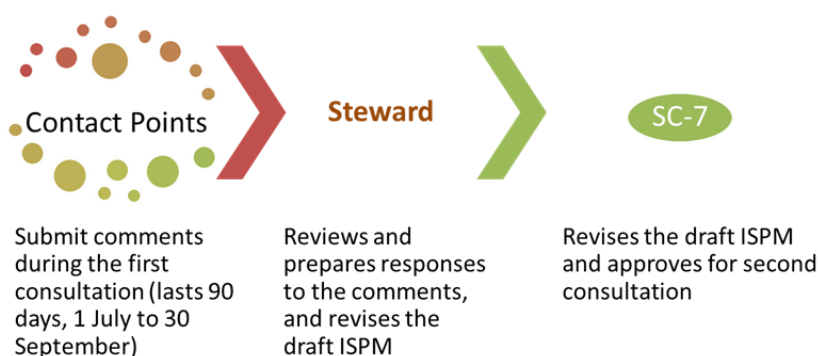 Contact Points
Steward
SC-7
Submit comments
during the first
consultation (lasts 90
days, 1 July to 30
September)
Reviews and
prepares responses
to the comments,
and revises the
draft ISPM
Revises the draft ISPM
and approves for second
consultation